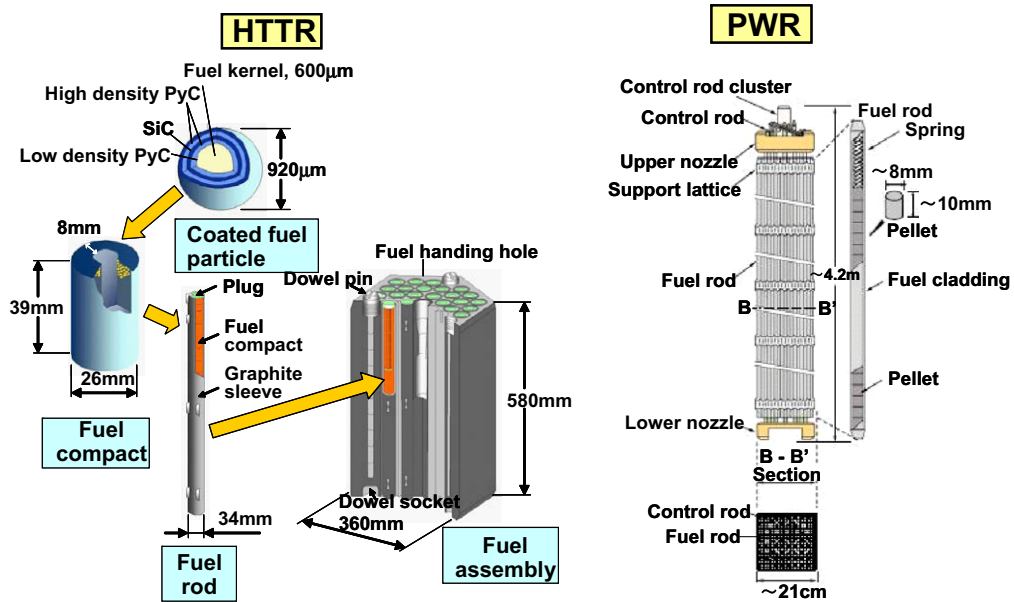 HTTR
Fuel kernel, 600μm
High density PyC
SiC
Low density PyC
920μm
Coated fuel
particle
8mm
39mm
26mm
Fuel
compact
Plug
Fuel
compact
Graphite
sleeve
34mm
Fuel
rod
Fuel handing hole
Dowel pin
580mm
Dowel socket
360mm
Fuel
assembly
PWR
Control rod cluster
Control rod
Upper nozzle
Support lattice
Fuel rod
B
B'
~4.2m
Lower nozzle
Fuel rod
Spring
~8mm
~10mm
Pellet
Fuel cladding
Pellet
B - B'
Section
Control rod
Fuel rod
~21cm